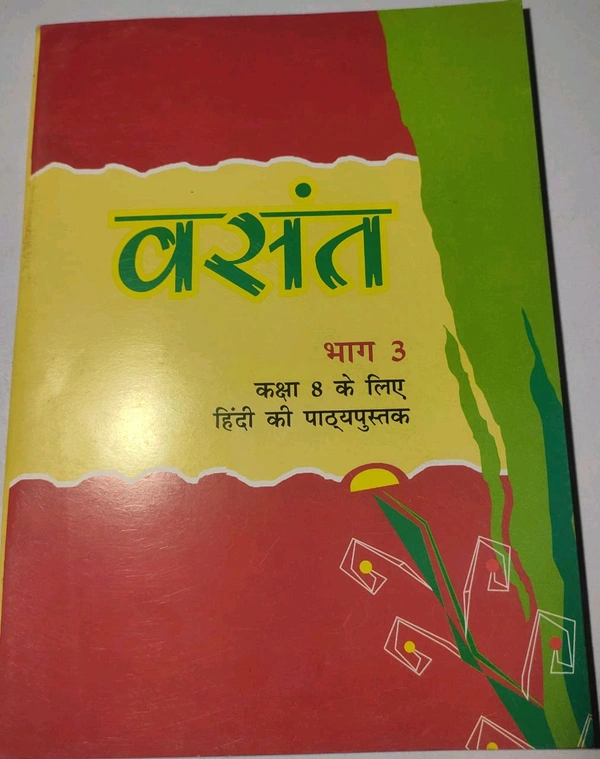 वसंत
भाग 3
कक्षा 8 के लिए
हिंदी की पाठ्यपुस्तक